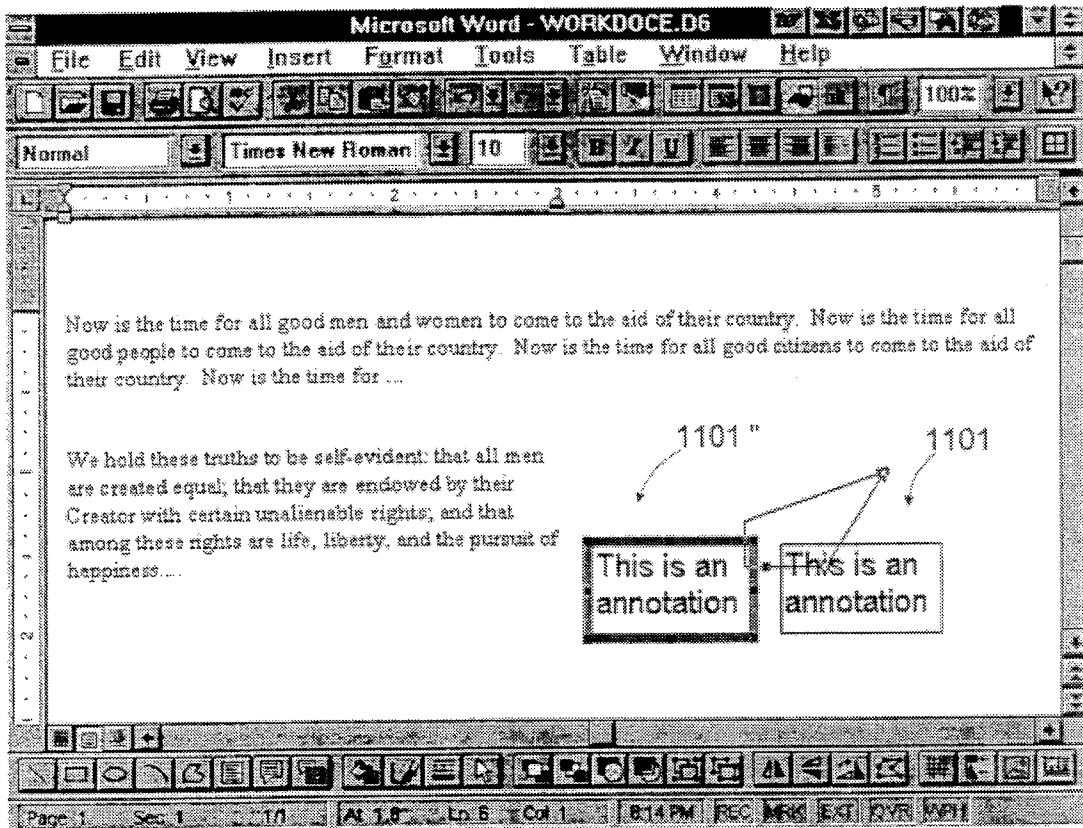 Microsoft Word - WORKDOCE.D6
File Edit View Insert Format Tools Table Window Help
100%
Normal Times New Roman 10 B I U
1 2 3 4 5
Now is the time for all good men and women to come to the aid of their country. Now is the time for all
good people to come to the aid of their country. Now is the time for all good citizens to come to the aid of
their country. Now is the time for ...
1101 " 1101
We hold these truths to be self-evident: that all men
are created equal; that they are endowed by their
Creator with certain unalienable rights; and that
among these rights are life, liberty, and the pursuit of
happiness....
This is an This is an
annotation annotation
2
Page 1 Sec 1 1/1 At 1.8" Ln 6 Col 1 8:14 PM REC MRK EXT OVR WPH